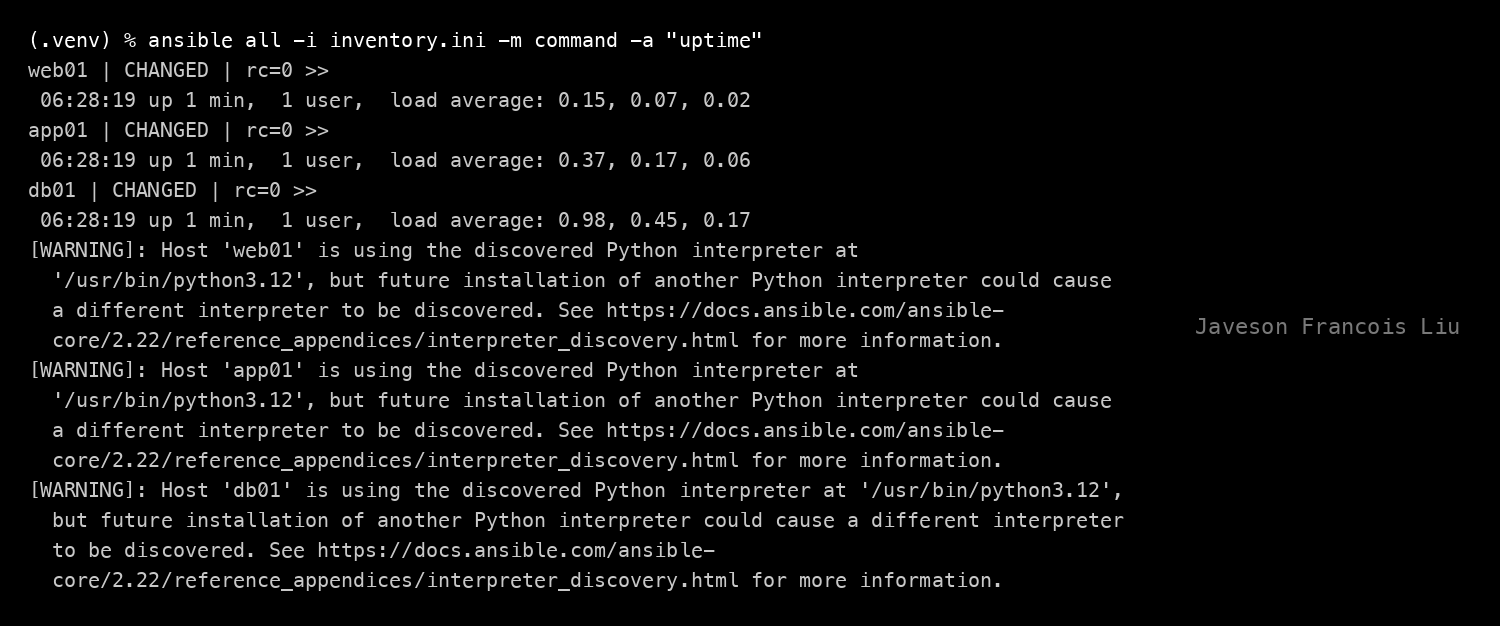 (.venv) % ansible all -i inventory.ini -m command -a "uptime"
web01 | CHANGED | rc=0 >>
 06:28:19 up 1 min,  1 user,  load average: 0.15, 0.07, 0.02
app01 | CHANGED | rc=0 >>
 06:28:19 up 1 min,  1 user,  load average: 0.37, 0.17, 0.06
db01 | CHANGED | rc=0 >>
 06:28:19 up 1 min,  1 user,  load average: 0.98, 0.45, 0.17
[WARNING]: Host 'web01' is using the discovered Python interpreter at
  '/usr/bin/python3.12', but future installation of another Python interpreter could cause
  a different interpreter to be discovered. See https://docs.ansible.com/ansible-
  core/2.22/reference_appendices/interpreter_discovery.html for more information.
Javeson Francois Liu
[WARNING]: Host 'app01' is using the discovered Python interpreter at
  '/usr/bin/python3.12', but future installation of another Python interpreter could cause
  a different interpreter to be discovered. See https://docs.ansible.com/ansible-
  core/2.22/reference_appendices/interpreter_discovery.html for more information.
[WARNING]: Host 'db01' is using the discovered Python interpreter at '/usr/bin/python3.12',
  but future installation of another Python interpreter could cause a different interpreter
  to be discovered. See https://docs.ansible.com/ansible-
  core/2.22/reference_appendices/interpreter_discovery.html for more information.